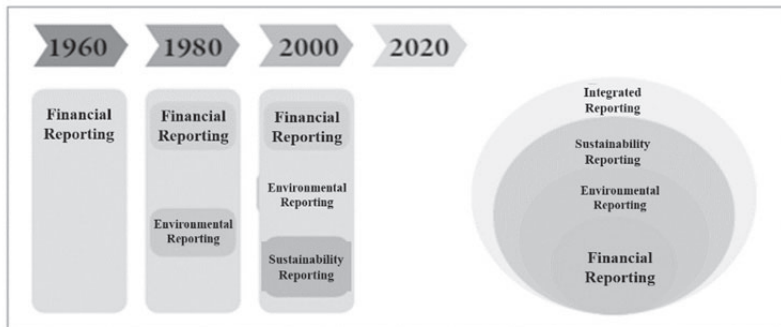 1960
1980
2000
2020
Financial
Reporting
Financial
Reporting
Environmental
Reporting
Financial
Reporting
Environmental
Reporting
Sustainability
Reporting
Integrated
Reporting
Sustainability
Reporting
Environmental
Reporting
Financial
Reporting